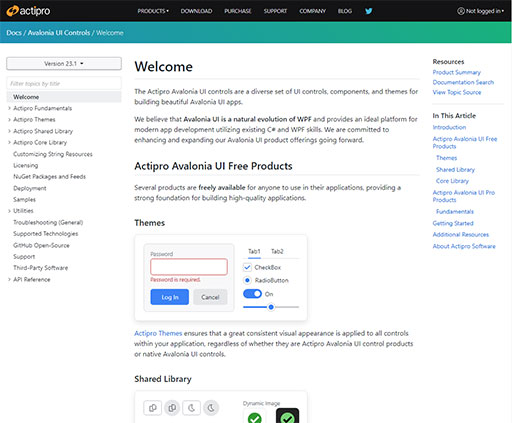 actipro
PRODUCTS
DOWNLOAD
PURCHASE
SUPPORT
COMPANY
BLOG
Not logged in
Docs / Avalonia UI Controls / Welcome
Version 23.1
Filter topics by title
Welcome
Actipro Fundamentals
Actipro Themes
Actipro Shared Library
Actipro Core Library
Customizing String Resources
Licensing
NuGet Packages and Feeds
Deployment
Samples
Utilities
Troubleshooting (General)
Supported Technologies
GitHub Open-Source
Support
Third-Party Software
API Reference
Welcome
The Actipro Avalonia UI controls are a diverse set of UI controls, components, and themes for
building beautiful Avalonia UI apps.
We believe that Avalonia UI is a natural evolution of WPF and provides an ideal platform for
modern app development utilizing existing C# and WPF skills. We are committed to
enhancing and expanding our Avalonia UI product offerings going forward.
Actipro Avalonia UI Free Products
Several products are freely available for anyone to use in their applications, providing a
strong foundation for building high-quality applications.
Themes
Password
Password is required.
Log In
Cancel
Tab1
Tab2
CheckBox
RadioButton
On
Actipro Themes ensures that a great consistent visual appearance is applied to all controls
within your application, regardless of whether they are Actipro Avalonia UI control products
or native Avalonia UI controls.
Shared Library
Dynamic Image
Resources
Product Summary
Documentation Search
View Topic Source
In This Article
Introduction
Actipro Avalonia UI Free
Products
Themes
Shared Library
Core Library
Actipro Avalonia UI Pro
Products
Fundamentals
Getting Started
Additional Resources
About Actipro Software